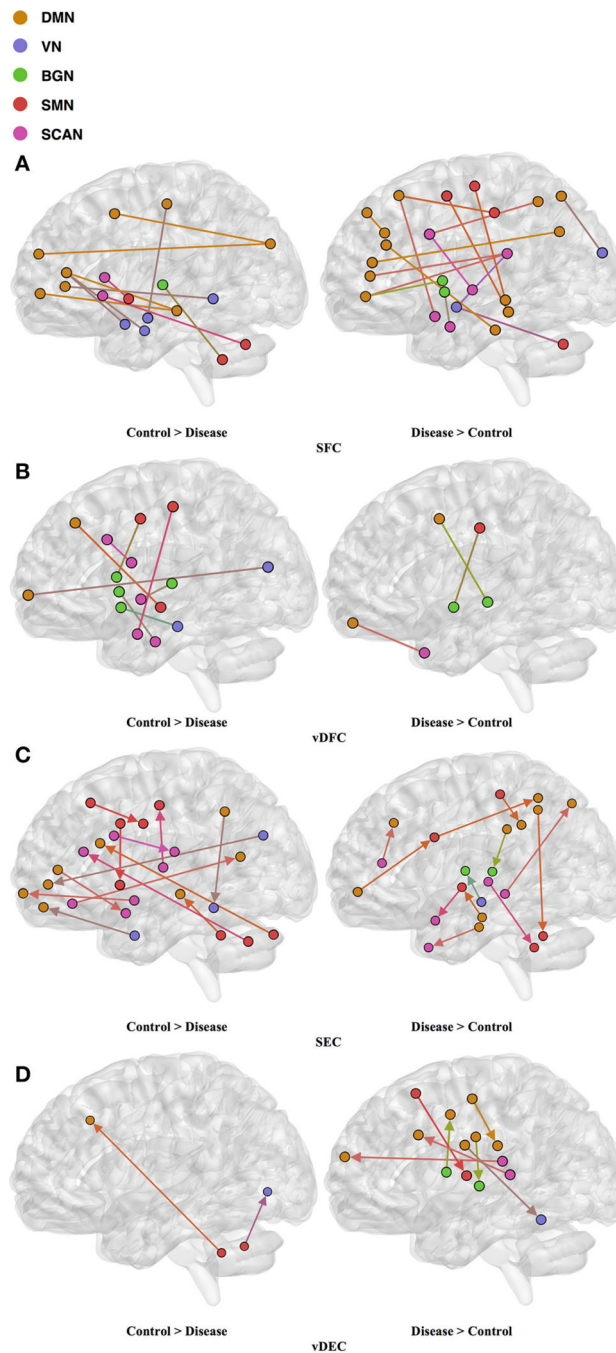 DMN
VN
BGN
SMN
SCAN
A
Control > Disease
Disease > Control
SFC
B
Control > Disease
Disease > Control
vDFC
C
Control > Disease
Disease > Control
SEC
D
Control > Disease
Disease > Control
vDEC